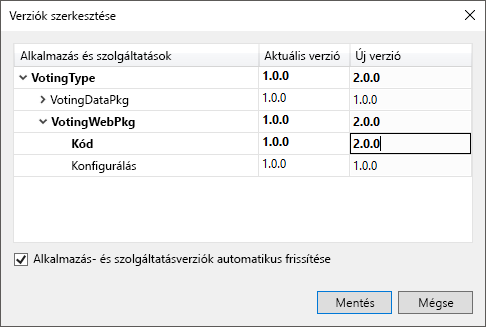 Verziók szerkesztése
Alkalmazás és szolgáltatások Aktuális verzió Új verzió
VotingType 1.0.0 2.0.0
VotingDataPkg 1.0.0 1.0.0
VotingWebPkg 1.0.0 2.0.0
Kód 1.0.0 2.0.0
Konfigurálás 1.0.0 1.0.0
Alkalmazás- és szolgáltatásverziók automatikus frissítése
Mentés Mégse